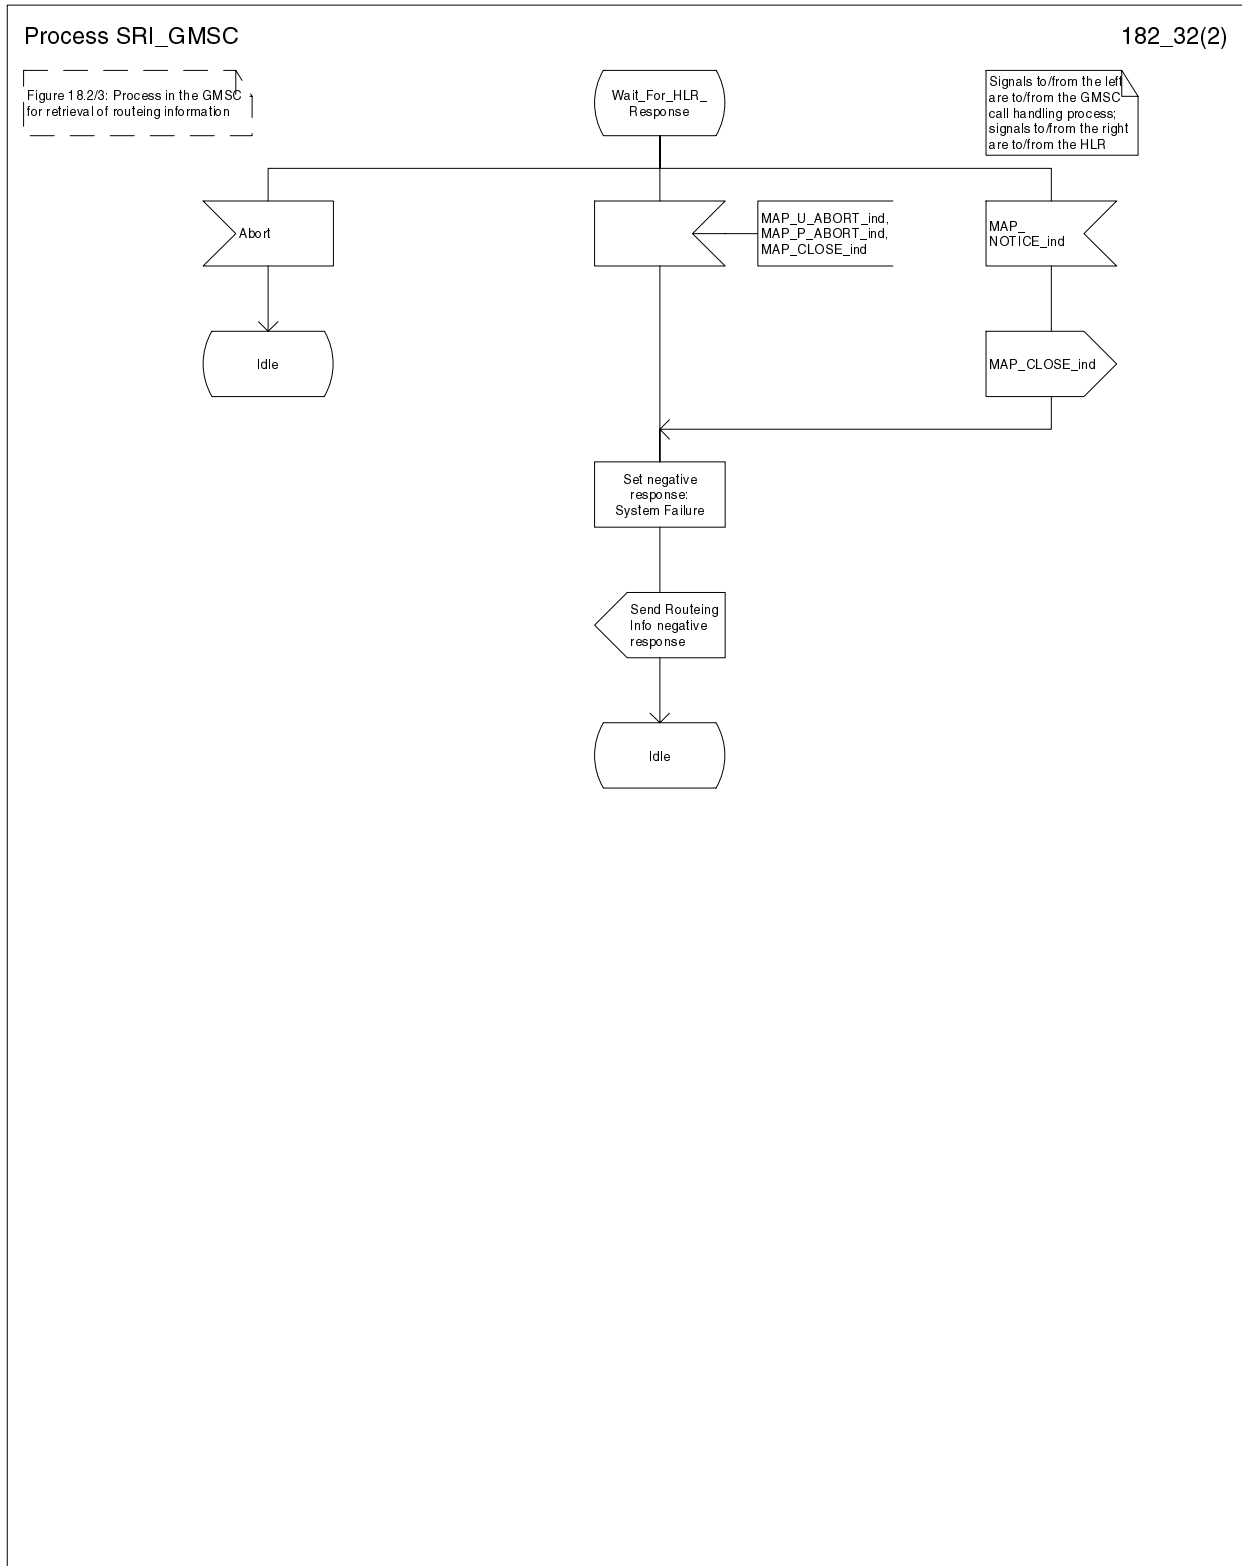 Process SRI_GMSC
182_32(2)
Figure 18.2/3: Process in the GMSC
for retrieval of routeing information
Wait_For_HLR_
Response
Signals to/from the left
are to/from the GMSC
call handling process;
signals to/from the right
are to/from the HLR
Abort
MAP_U_ABORT_ind,
MAP_P_ABORT_ind,
MAP_CLOSE_ind
MAP_
NOTICE_ind
Idle
MAP_CLOSE_ind
Set negative
response:
System Failure
Send Routeing
Info negative
response
Idle